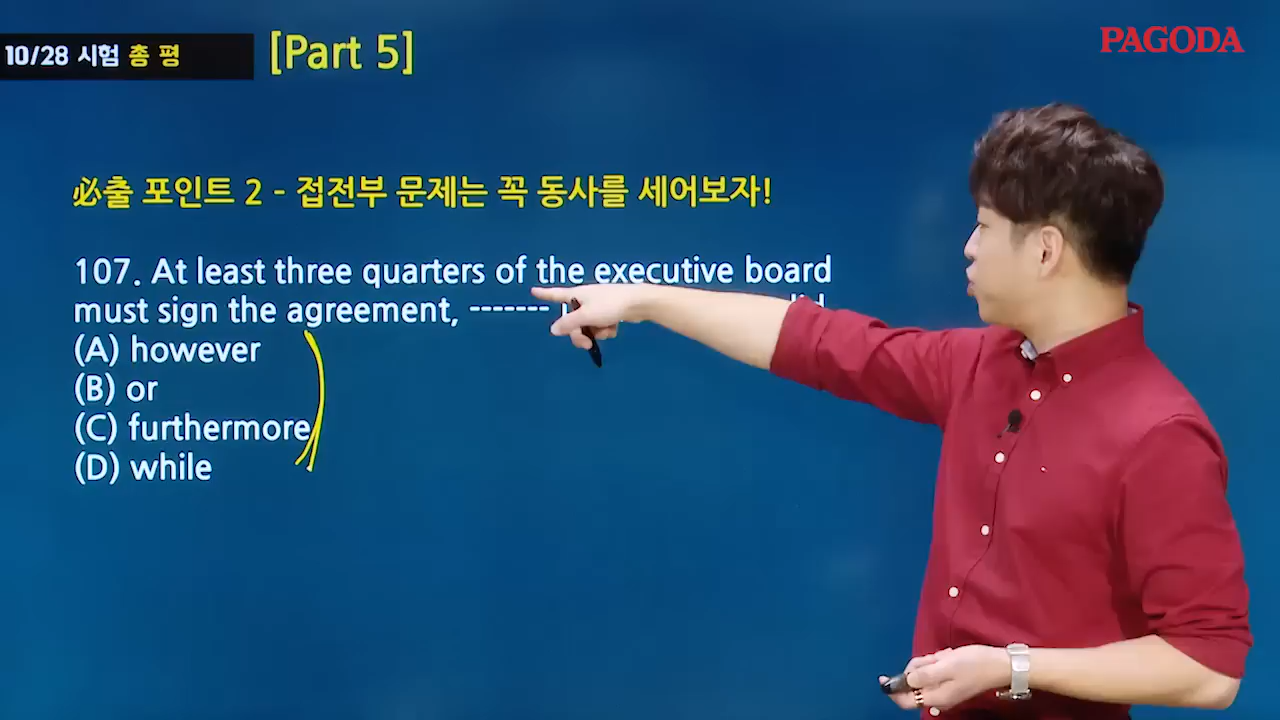 10/28 시험 총 평
[Part 5]
PAGODA
必출 포인트 2 - 접전부 문제는 꼭 동사를 세어보자!
107. At least three quarters of the executive board
must sign the agreement, -------
(A) however
(B) or
(C) furthermore
(D) while